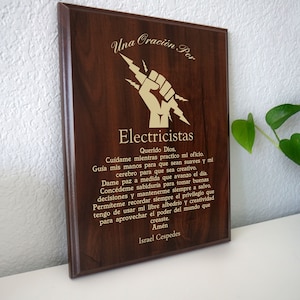 Una Oración Por
Electricistas
Querido Dios,
Cuídame mientras practico mi oficio.
Guía mis manos para que sean suaves y mi
cerebro para que sea creativo.
Dame paz a medida que avanzo el día.
Concédeme sabiduría para tomar buenas
decisiones y mantenerme siempre a salvo.
Permíteme recordar siempre el privilegio que
tengo de usar mi libre albedrío y creatividad
para aprovechar el poder del mundo que
creaste.
Amén
Israel Cespedes